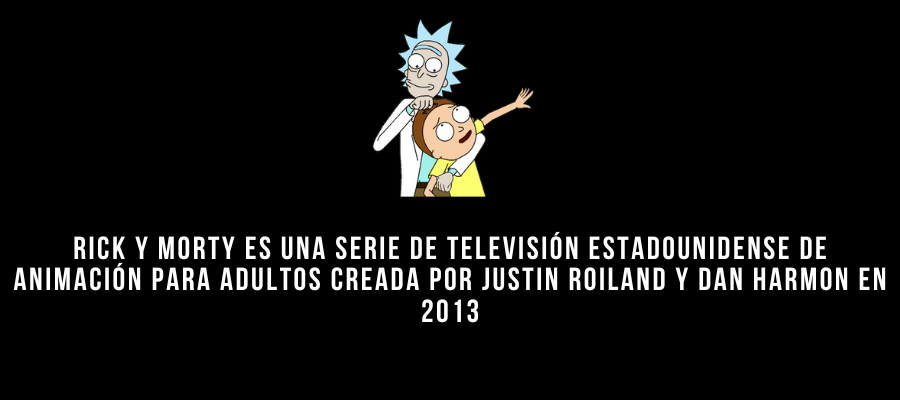 RICK Y MORTY ES UNA SERIE DE TELEVISIÓN ESTADOUNIDENSE DE
ANIMACIÓN PARA ADULTOS CREADA POR JUSTIN ROILAND Y DAN HARMON EN
2013